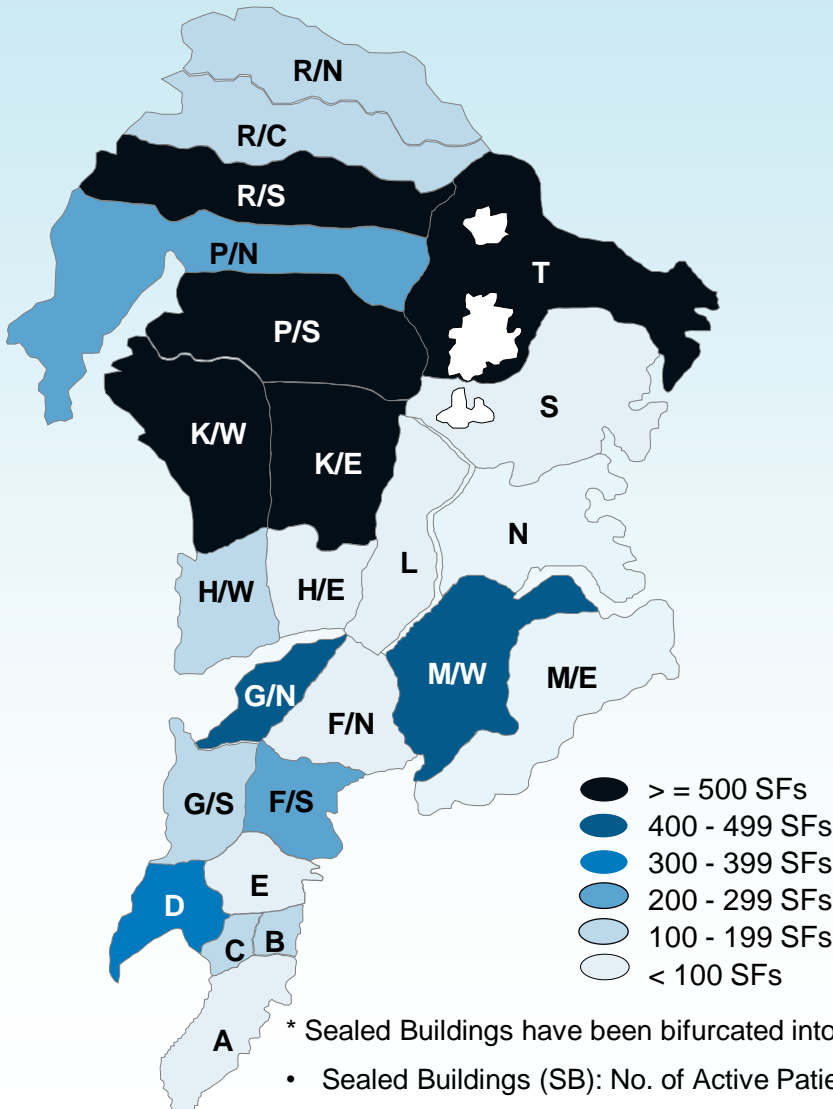 R/N
R/C
R/S
P/N
T
P/S
S
K/W
K/E
N
L
H/W
H/E
M/W
M/E
G/N
F/N
G/S
F/S
E
D
C
B
A
> = 500 SFs
400 - 499 SFs
300 - 399 SFs
200 - 299 SFs
100 - 199 SFs
< 100 SFs
* Sealed Buildings have been bifurcated into
• Sealed Buildings (SB): No. of Active Patie